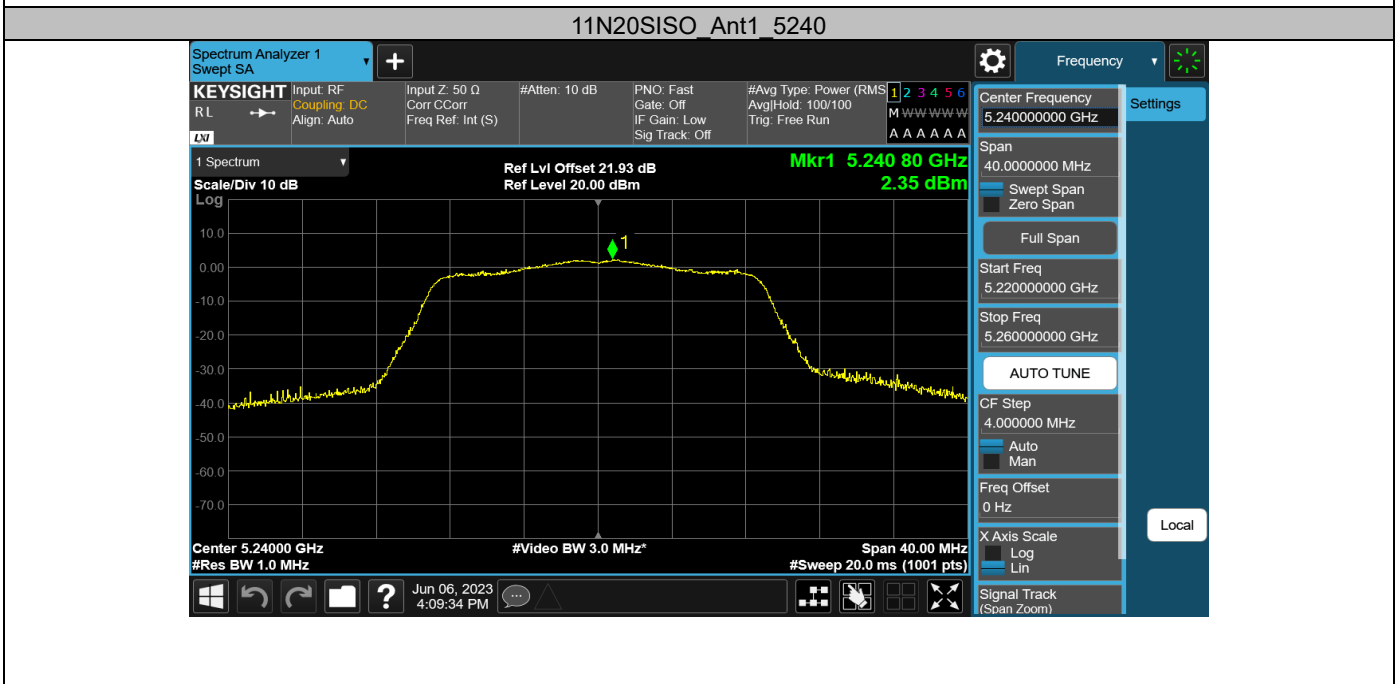 11N20SISO_Ant1_5240
Spectrum Analyzer 1
Swept SA
Frequency
KEYSIGHT
RL
LXI
Input: RF
Coupling: DC
Align: Auto
Input Z: 50 Ω
Corr CCorr
Freq Ref: Int (S)
#Atten: 10 dB
PNO: Fast
Gate: Off
IF Gain: Low
Sig Track: Off
#Avg Type: Power (RMS
Avg|Hold: 100/100
Trig: Free Run
1 2 3 4 5 6
M W W W W W
A A A A A A
1 Spectrum
Scale/Div 10 dB
Log
Ref Lvl Offset 21.93 dB
Ref Level 20.00 dBm
Mkr1 5.240 80 GHz
2.35 dBm
1
10.0
0.00
-10.0
-20.0
-30.0
-40.0
-50.0
-60.0
-70.0
Center 5.24000 GHz
#Res BW 1.0 MHz
#Video BW 3.0 MHz*
Span 40.00 MHz
#Sweep 20.0 ms (1001 pts)
Jun 06, 2023
4:09:34 PM
Center Frequency
5.240000000 GHz
Span
40.0000000 MHz
Swept Span
Zero Span
Full Span
Start Freq
5.220000000 GHz
Stop Freq
5.260000000 GHz
AUTO TUNE
CF Step
4.000000 MHz
Auto
Man
Freq Offset
0 Hz
X Axis Scale
Log
Lin
Signal Track
(Span Zoom)
Settings
Local